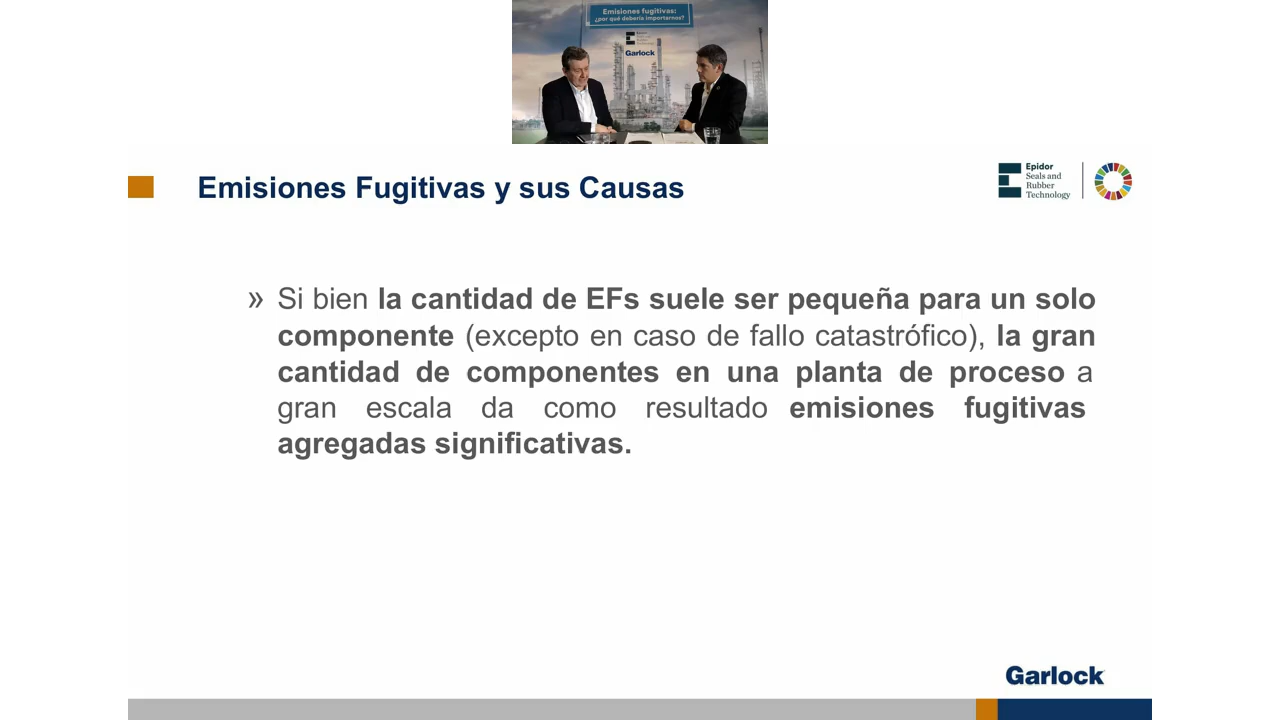 Emisiones fugitivas:
¿por qué debería importarnos?
Garlock
Emisiones Fugitivas y sus Causas
Epidor
Seals and
Rubber
Technology
» Si bien la cantidad de EFs suele ser pequeña para un solo
componente (excepto en caso de fallo catastrófico), la gran
cantidad de componentes en una planta de proceso a
gran escala da como resultado emisiones fugitivas
agregadas significativas.
Garlock